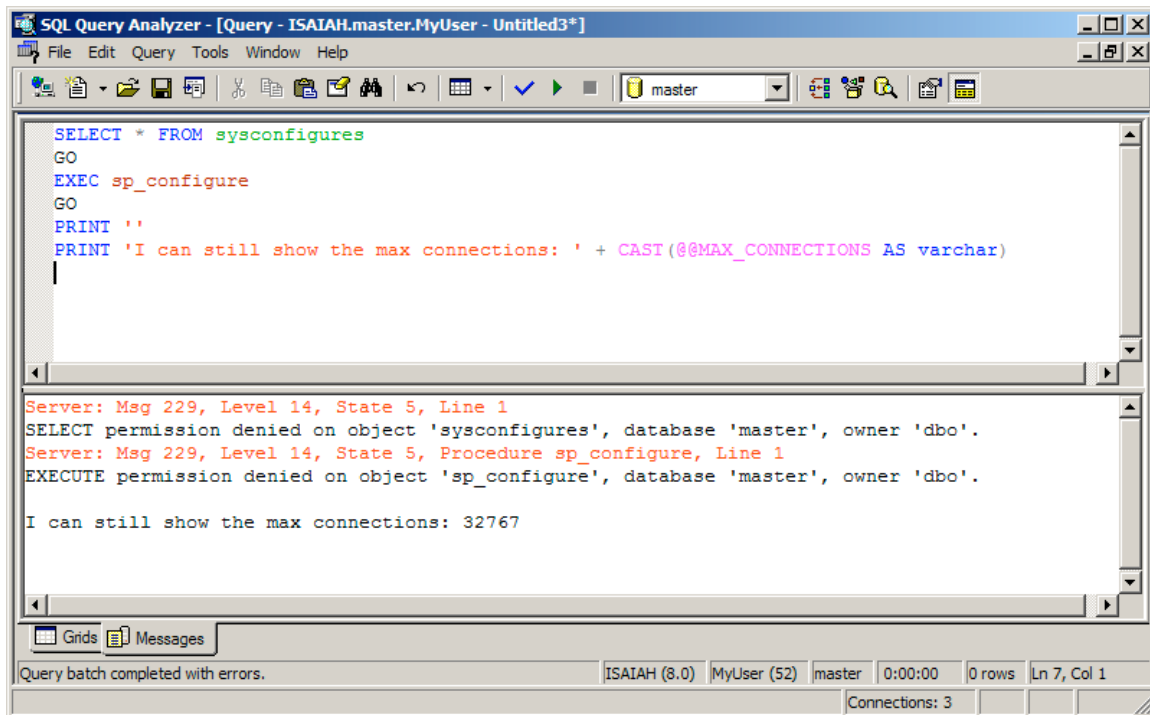 SQL Query Analyzer - [Query - ISAIAH.master.MyUser - Untitled3*]
File Edit Query Tools Window Help
master
SELECT * FROM sysconfigures
GO
EXEC sp_configure
GO
PRINT ''
PRINT 'I can still show the max connections: ' + CAST(@@MAX_CONNECTIONS AS varchar)
Server: Msg 229, Level 14, State 5, Line 1
SELECT permission denied on object 'sysconfigures', database 'master', owner 'dbo'.
Server: Msg 229, Level 14, State 5, Procedure sp_configure, Line 1
EXECUTE permission denied on object 'sp_configure', database 'master', owner 'dbo'.
I can still show the max connections: 32767
Grids Messages
Query batch completed with errors. ISAIAH (8.0) MyUser (52) master 0:00:00 0 rows Ln 7, Col 1
Connections: 3